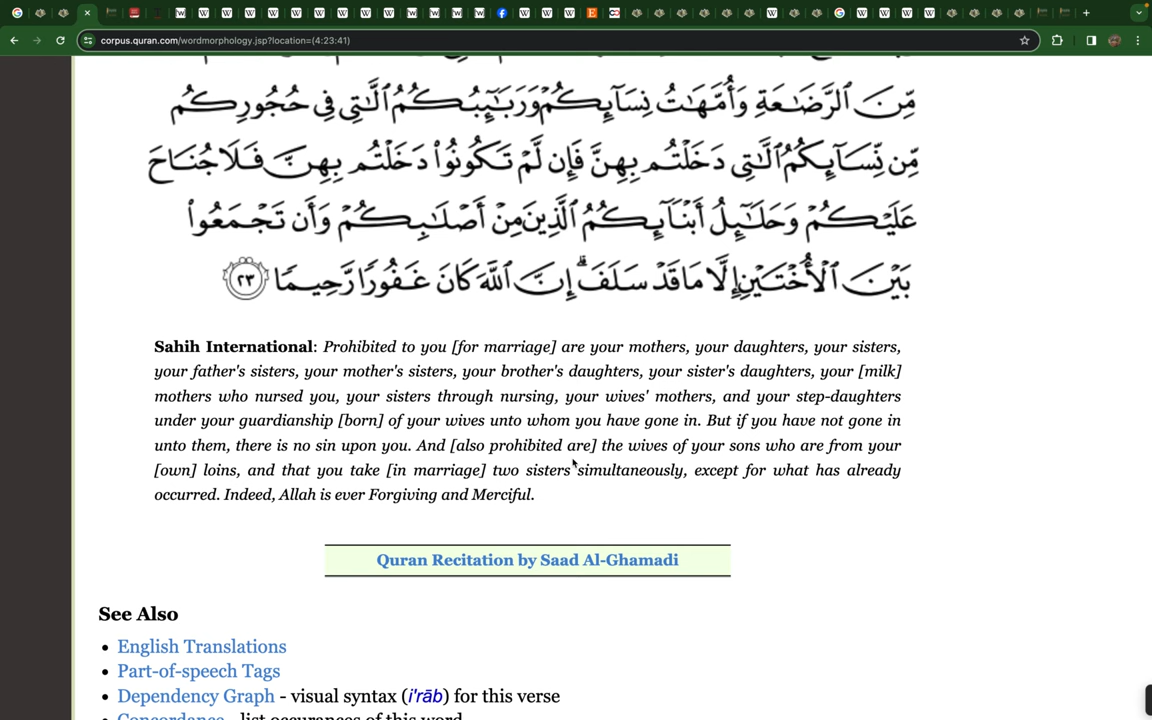 corpus.quran.com/wordmorphology.jsp?location=(4:23:41)
مِّنَ ٱلرَّضَٰعَةِ وَأُمَّهَٰتُ نِسَآئِكُمْ وَرَبَٰٓئِبُكُمُ ٱلَّٰتِى فِى حُجُورِكُم
مِّن نِّسَآئِكُمُ ٱلَّٰتِى دَخَلْتُم بِهِنَّ فَإِن لَّمْ تَكُونُوا۟ دَخَلْتُم بِهِنَّ فَلَا جُنَاحَ
عَلَيْكُمْ وَحَلَٰٓئِلُ أَبْنَآئِكُمُ ٱلَّذِينَ مِنْ أَصْلَٰبِكُمْ وَأَن تَجْمَعُوا۟
بَيْنَ ٱلْأُخْتَيْنِ إِلَّا مَا قَدْ سَلَفَ ۗ إِنَّ ٱللَّهَ كَانَ غَفُورًا رَّحِيمًا ٢٣
Sahih International: Prohibited to you [for marriage] are your mothers, your daughters, your sisters,
your father's sisters, your mother's sisters, your brother's daughters, your sister's daughters, your [milk]
mothers who nursed you, your sisters through nursing, your wives' mothers, and your step-daughters
under your guardianship [born] of your wives unto whom you have gone in. But if you have not gone in
unto them, there is no sin upon you. And [also prohibited are] the wives of your sons who are from your
[own] loins, and that you take [in marriage] two sisters simultaneously, except for what has already
occurred. Indeed, Allah is ever Forgiving and Merciful.
Quran Recitation by Saad Al-Ghamadi
See Also
• English Translations
• Part-of-speech Tags
• Dependency Graph - visual syntax (i'rāb) for this verse
• Concordance - list occurances of this word